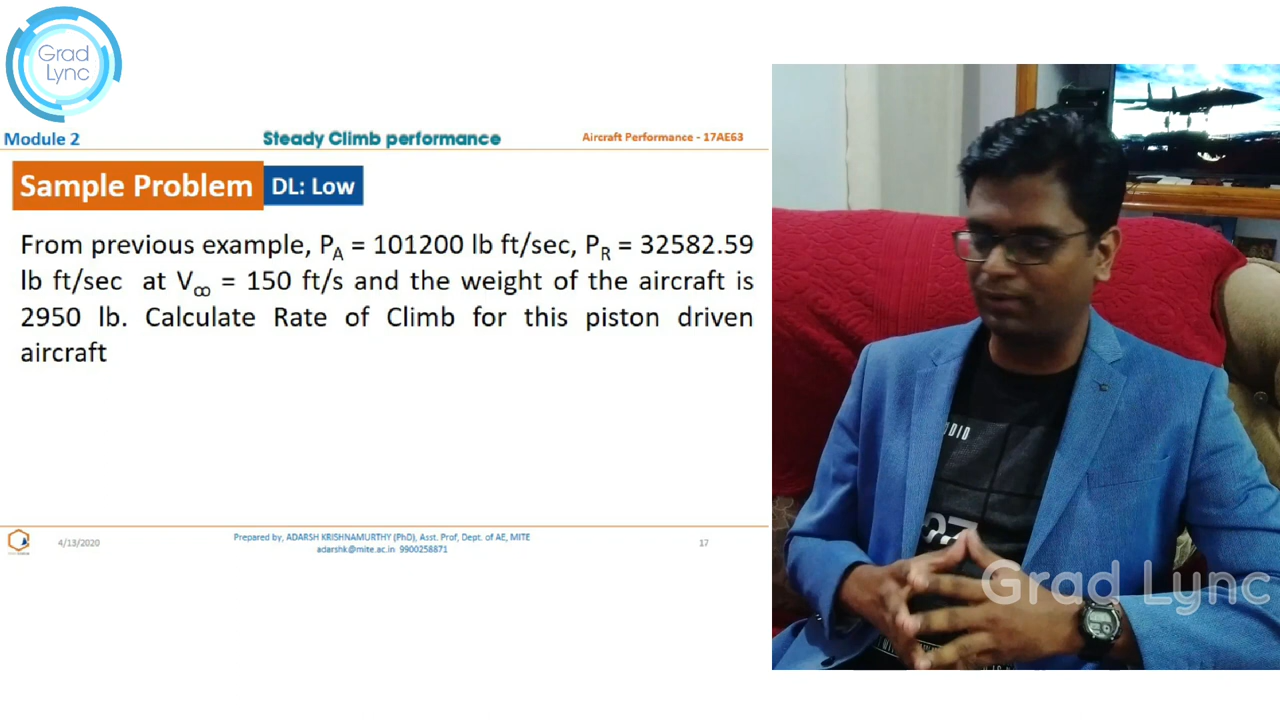 Grad
Lync
Module 2
Steady Climb performance
Aircraft Performance - 17AE63
Sample Problem
DL: Low
From previous example, PA = 101200 lb ft/sec, PR = 32582.59
lb ft/sec at V∞ = 150 ft/s and the weight of the aircraft is
2950 lb. Calculate Rate of Climb for this piston driven
aircraft
4/13/2020
Prepared by, ADARSH KRISHNAMURTHY (PhD), Asst. Prof, Dept. of AE, MITE
adarshk@mite.ac.in 9900258871
17
Grad Lync